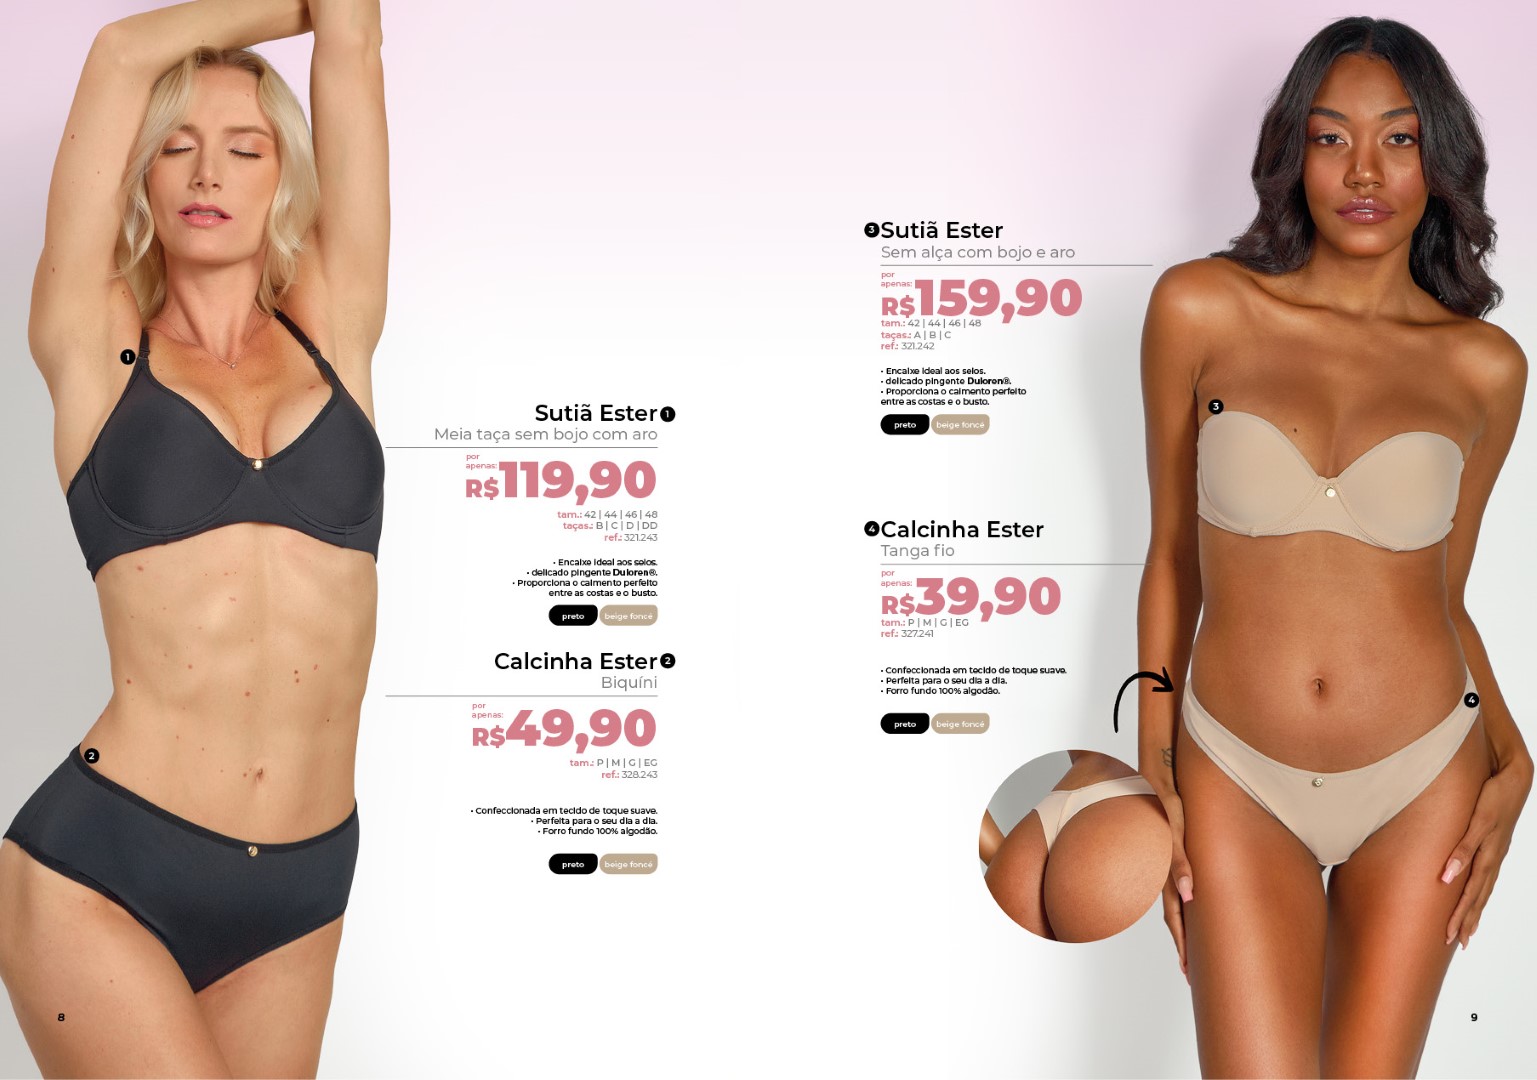 1
Sutiã Ester 1
Meia taça sem bojo com aro
por
apenas:
R$119,90
tam.: 42 | 44 | 46 | 48
taças.: B | C | D | DD
ref.: 321.243
• Encaixe ideal aos seios.
• delicado pingente Duloren®.
• Proporciona o caimento perfeito
entre as costas e o busto.
preto beige foncé
2
Calcinha Ester 2
Biquíni
por
apenas:
R$49,90
tam.: P | M | G | EG
ref.: 328.243
• Confeccionada em tecido de toque suave.
• Perfeita para o seu dia a dia.
• Forro fundo 100% algodão.
preto beige foncé
8
3 Sutiã Ester
Sem alça com bojo e aro
por
apenas:
R$159,90
tam.: 42 | 44 | 46 | 48
taças.: A | B | C
ref.: 321.242
• Encaixe ideal aos seios.
• delicado pingente Duloren®.
• Proporciona o caimento perfeito
entre as costas e o busto.
preto beige foncé
3
4 Calcinha Ester
Tanga fio
por
apenas:
R$39,90
tam.: P | M | G | EG
ref.: 327.241
• Confeccionada em tecido de toque suave.
• Perfeita para o seu dia a dia.
• Forro fundo 100% algodão.
preto beige foncé
4
9